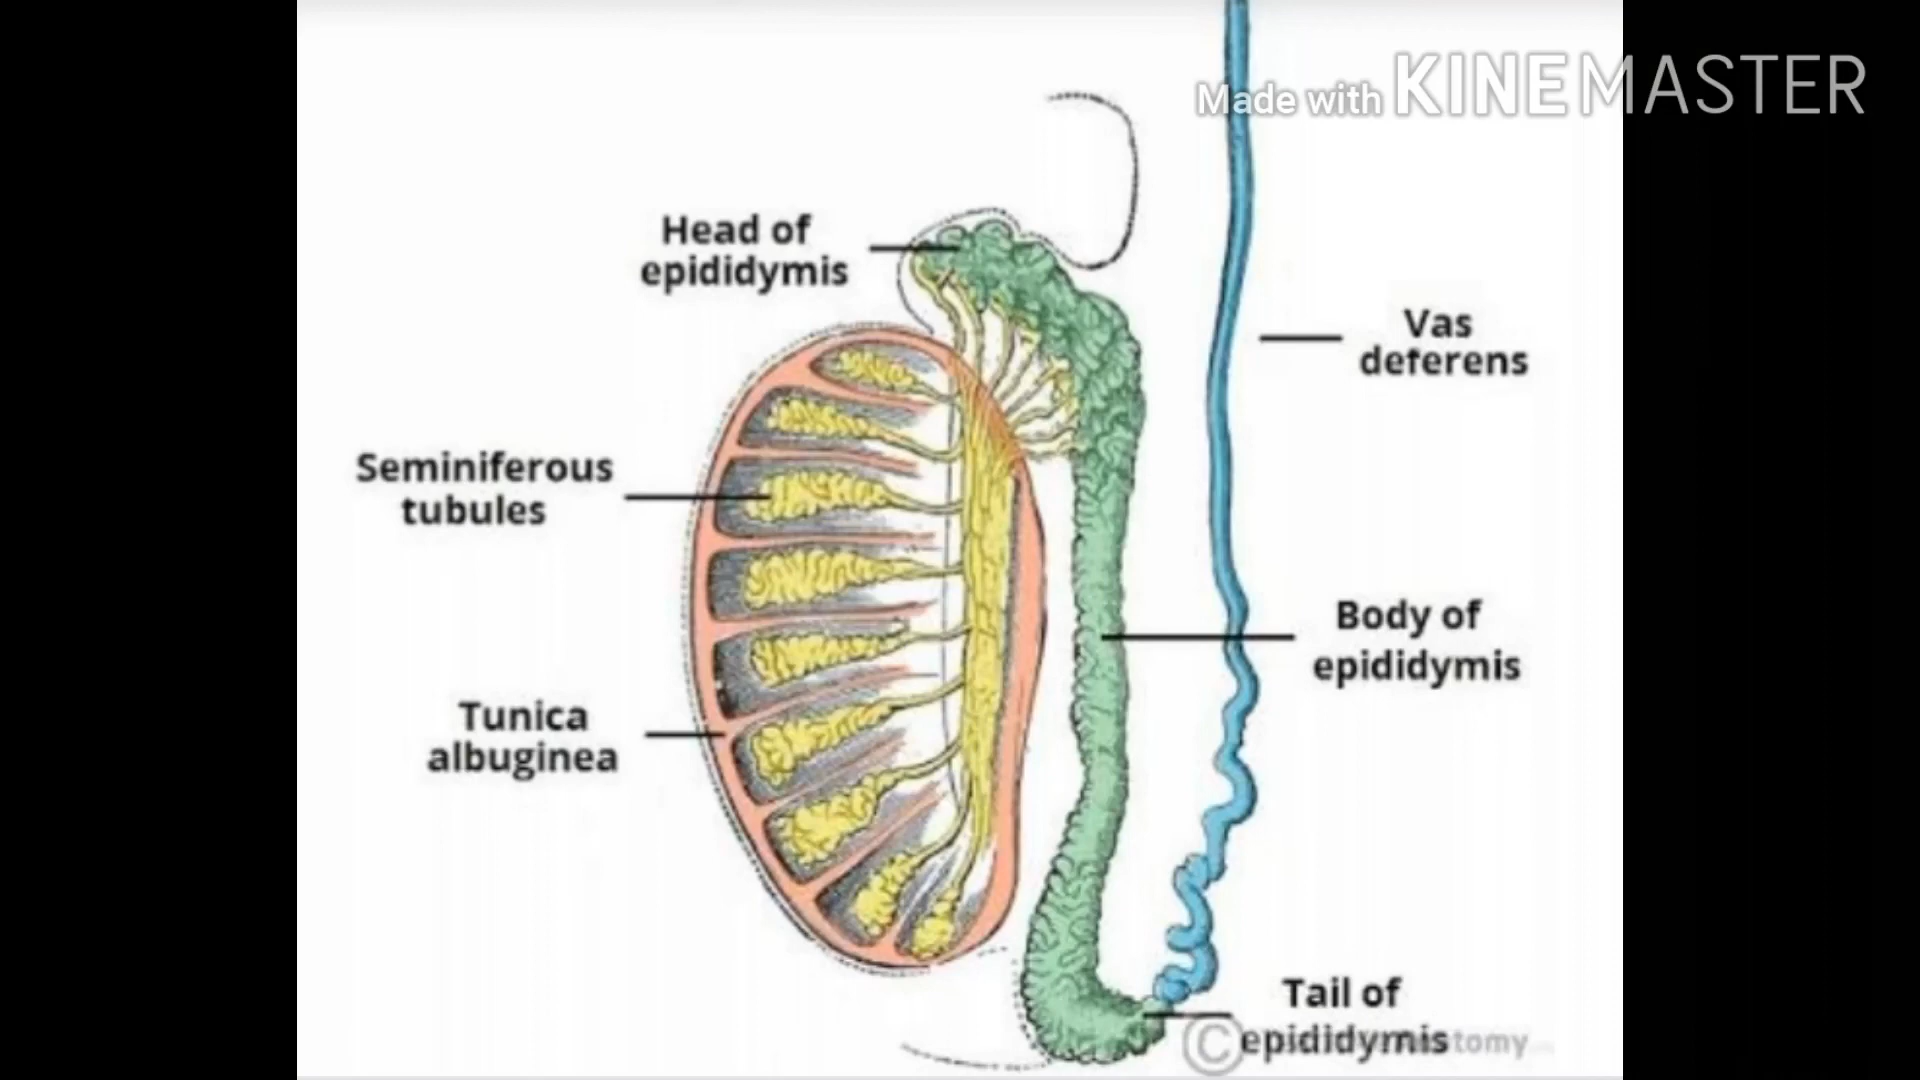 Made with KINEMASTER
Head of
epididymis
Vas
deferens
Seminiferous
tubules
Body of
epididymis
Tunica
albuginea
Tail of
epididymis
©